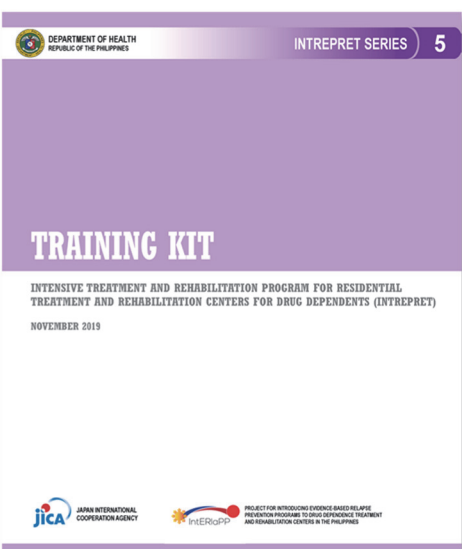 DEPARTMENT OF HEALTH
REPUBLIC OF THE PHILIPPINES
INTREPRET SERIES 5
TRAINING KIT
INTENSIVE TREATMENT AND REHABILITATION PROGRAM FOR RESIDENTIAL
TREATMENT AND REHABILITATION CENTERS FOR DRUG DEPENDENTS (INTREPRET)
NOVEMBER 2019
jICA
JAPAN INTERNATIONAL
COOPERATION AGENCY
IntERlaPP
PROJECT FOR INTRODUCING EVIDENCE-BASED RELAPSE
PREVENTION PROGRAMS TO DRUG DEPENDENCE TREATMENT
AND REHABILITATION CENTERS IN THE PHILIPPINES